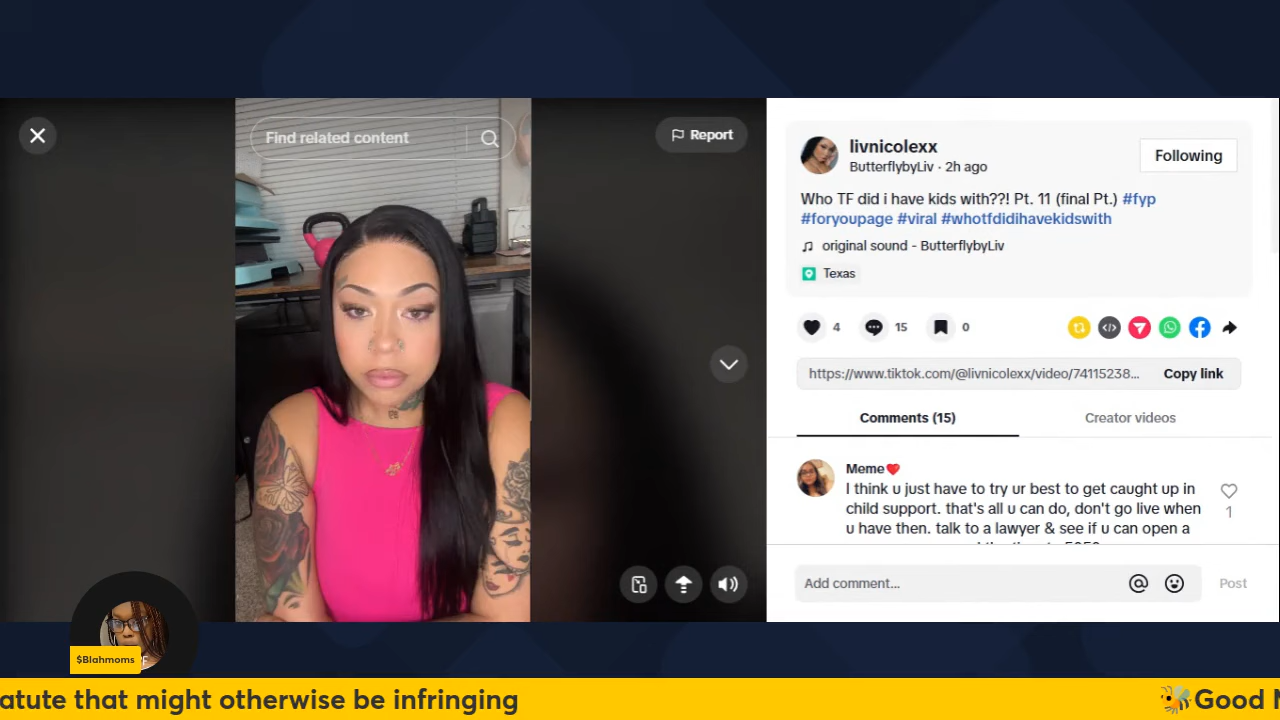 Find related content
Report
livnicolexx
ButterflybyLiv · 2h ago
Following
Who TF did i have kids with??! Pt. 11 (final Pt.) #fyp
#foryoupage #viral #whotfdidihavekidswith
original sound - ButterflybyLiv
Texas
4
15
0
https://www.tiktok.com/@livnicolexx/video/74115238...
Copy link
Comments (15)
Creator videos
Meme❤️
I think u just have to try ur best to get caught up in
child support. that's all u can do, don't go live when
u have then. talk to a lawyer & see if u can open a
1
Add comment...
Post
$Blahmoms
atute that might otherwise be infringing
🐝Good